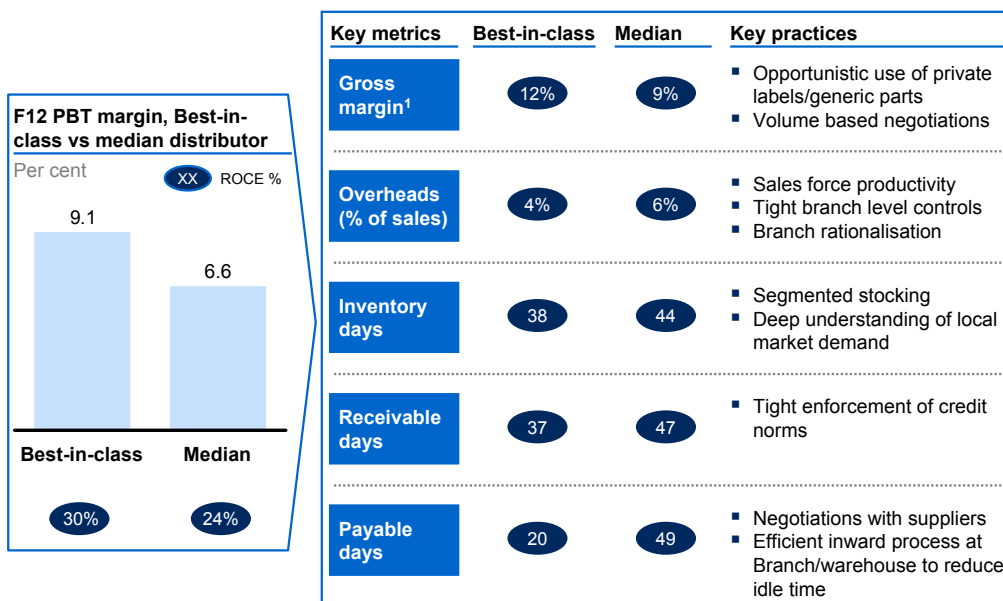 F12 PBT margin, Best-in-
class vs median distributor
Per cent
XX ROCE %
9.1
6.6
Best-in-class Median
30% 24%
Key metrics Best-in-class Median Key practices
Gross
margin1
12% 9%
▪ Opportunistic use of private
labels/generic parts
▪ Volume based negotiations
Overheads
(% of sales)
4% 6%
▪ Sales force productivity
▪ Tight branch level controls
▪ Branch rationalisation
Inventory
days
38 44
▪ Segmented stocking
▪ Deep understanding of local
market demand
Receivable
days
37 47
▪ Tight enforcement of credit
norms
Payable
days
20 49
▪ Negotiations with suppliers
▪ Efficient inward process at
Branch/warehouse to reduce
idle time